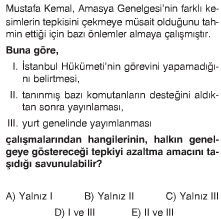 Mustafa Kemal, Amasya Genelgesi'nin farklı ke-
simlerin tepkisini çekmeye müsait olduğunu tah-
min ettiği için bazı önlemler almaya çalışmıştır.
Buna göre,
I. İstanbul Hükümeti'nin görevini yapamadığı-
nı belirtmesi,
II. tanınmış bazı komutanların desteğini aldık-
tan sonra yayınlaması,
III. yurt genelinde yayımlanması
çalışmalarından hangilerinin, halkın genel-
geye göstereceği tepkiyi azaltma amacını ta-
şıdığı savunulabilir?
A) Yalnız I B) Yalnız II C) Yalnız III
D) I ve III E) II ve III